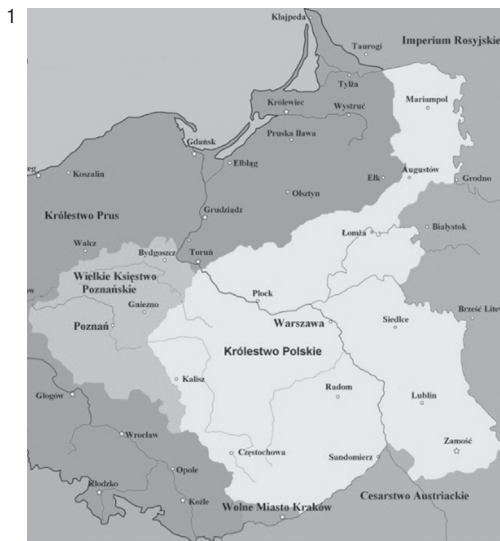 1
Kłajpeda
Taurogi
Imperium Rosyjskie
Tylża
Mariampol
Królewiec
Wystruć
Pruska Iława
Gdańsk
Elbląg
Koszalin
Ełk
Augustów
Grodno
Olsztyn
Królestwo Prus
Grudziądz
Białystok
Łomża
Wałcz
Bydgoszcz
Toruń
Wielkie Księstwo
Poznańskie
Płock
Gniezno
Brześć Lite
Poznań
Warszawa
Siedlce
Królestwo Polskie
Kalisz
Radom
Głogów
Lublin
Wrocław
Zamość
Częstochowa
Sandomierz
Opole
Kłodzko
Koźle
Wolne Miasto Kraków
Cesarstwo Austriackie